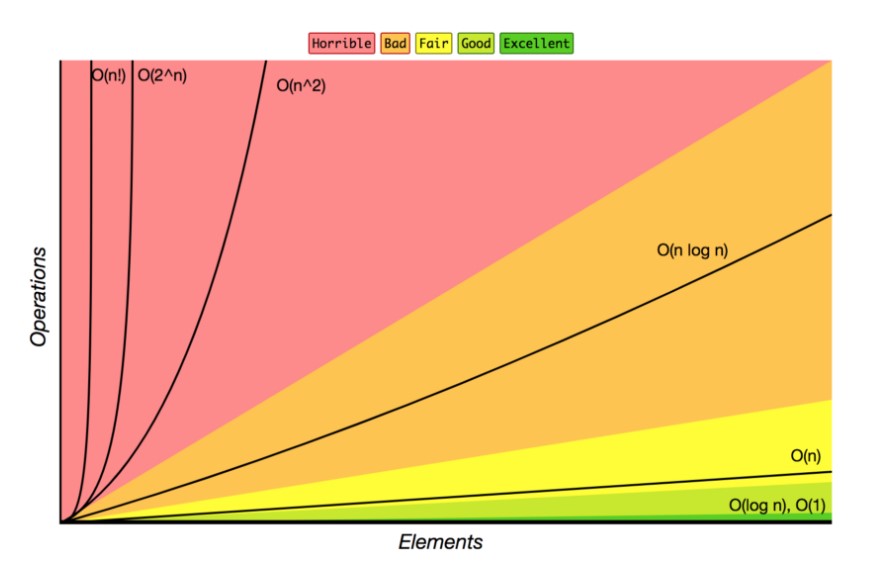 Horrible Bad Fair Good Excellent
O(n!) O(2^n)
O(n^2)
O(n log n)
Operations
O(n)
O(log n), O(1)
Elements